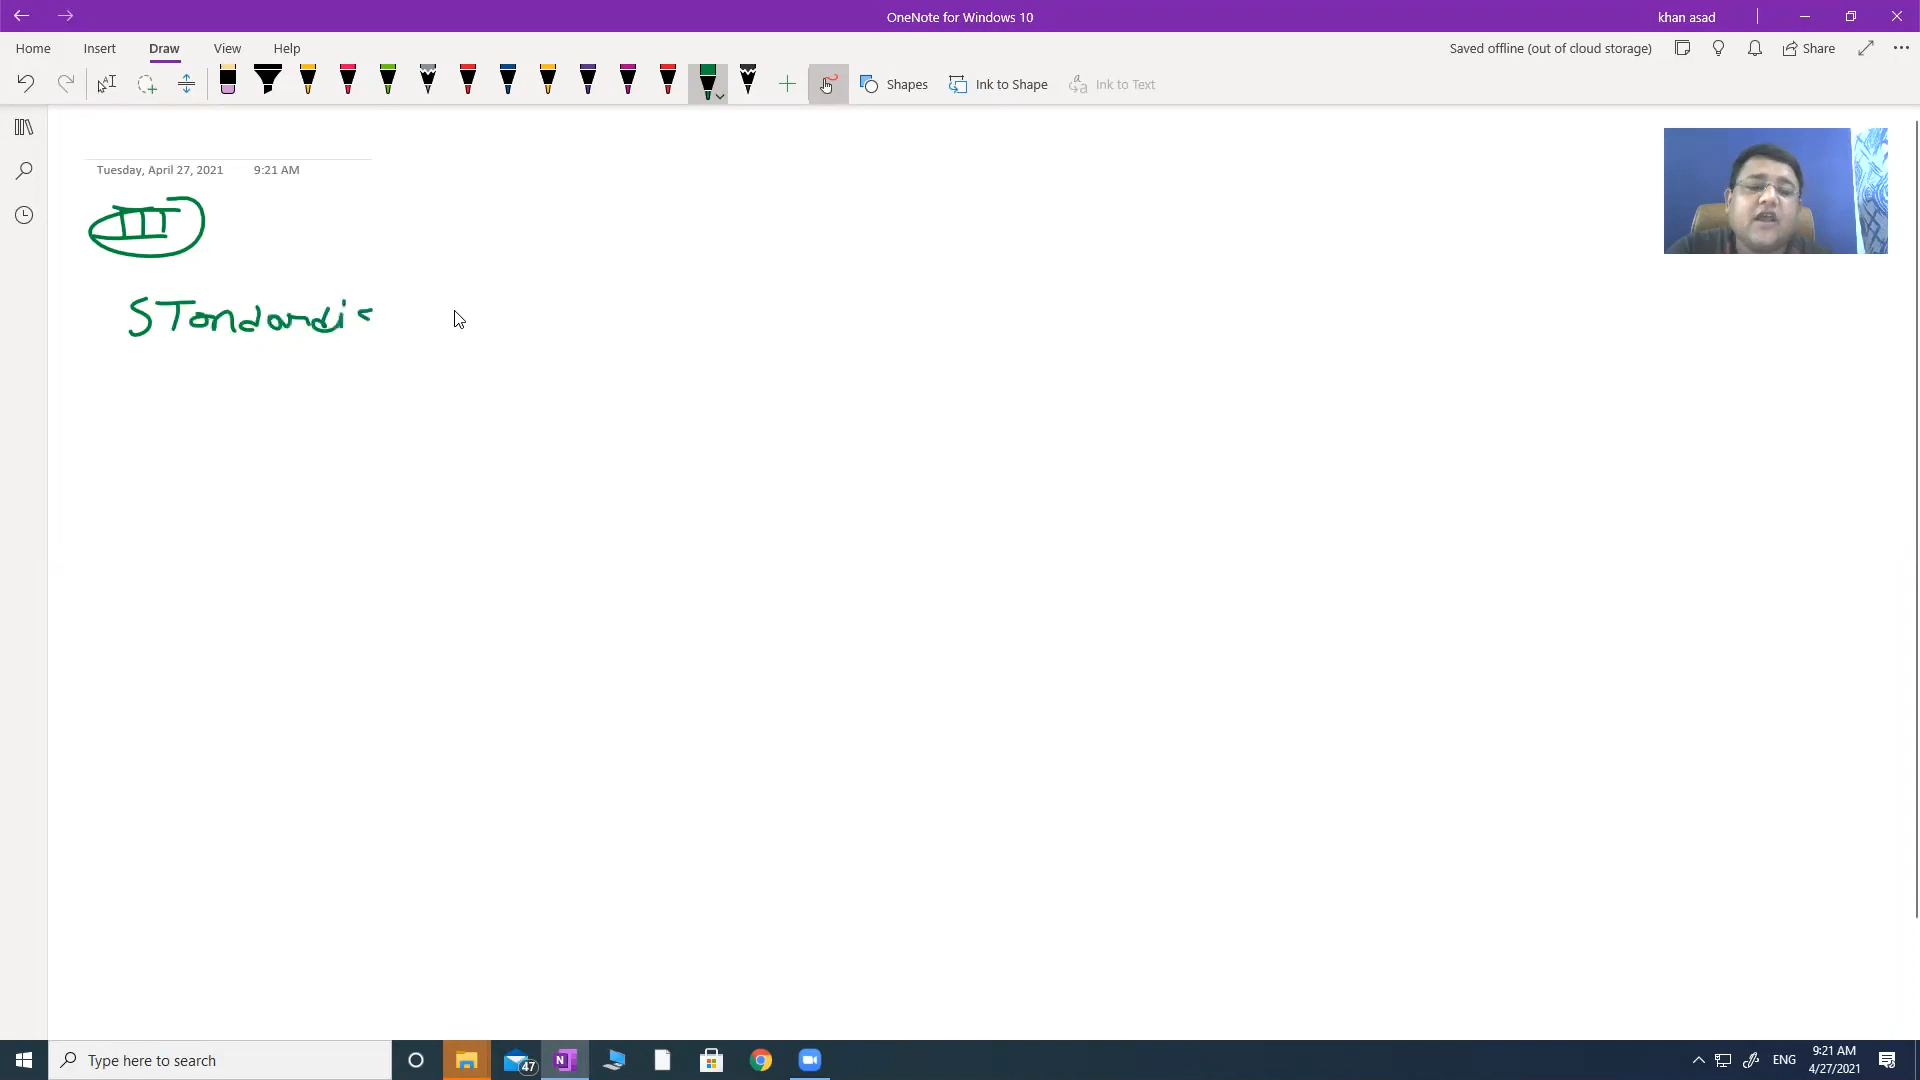 OneNote for Windows 10
khan asad
Home Insert Draw View Help
Saved offline (out of cloud storage)
Share
Shapes
Ink to Shape
Ink to Text
Tuesday, April 27, 2021 9:21 AM
STandardi
Type here to search
47
N
ENG
9:21 AM
4/27/2021